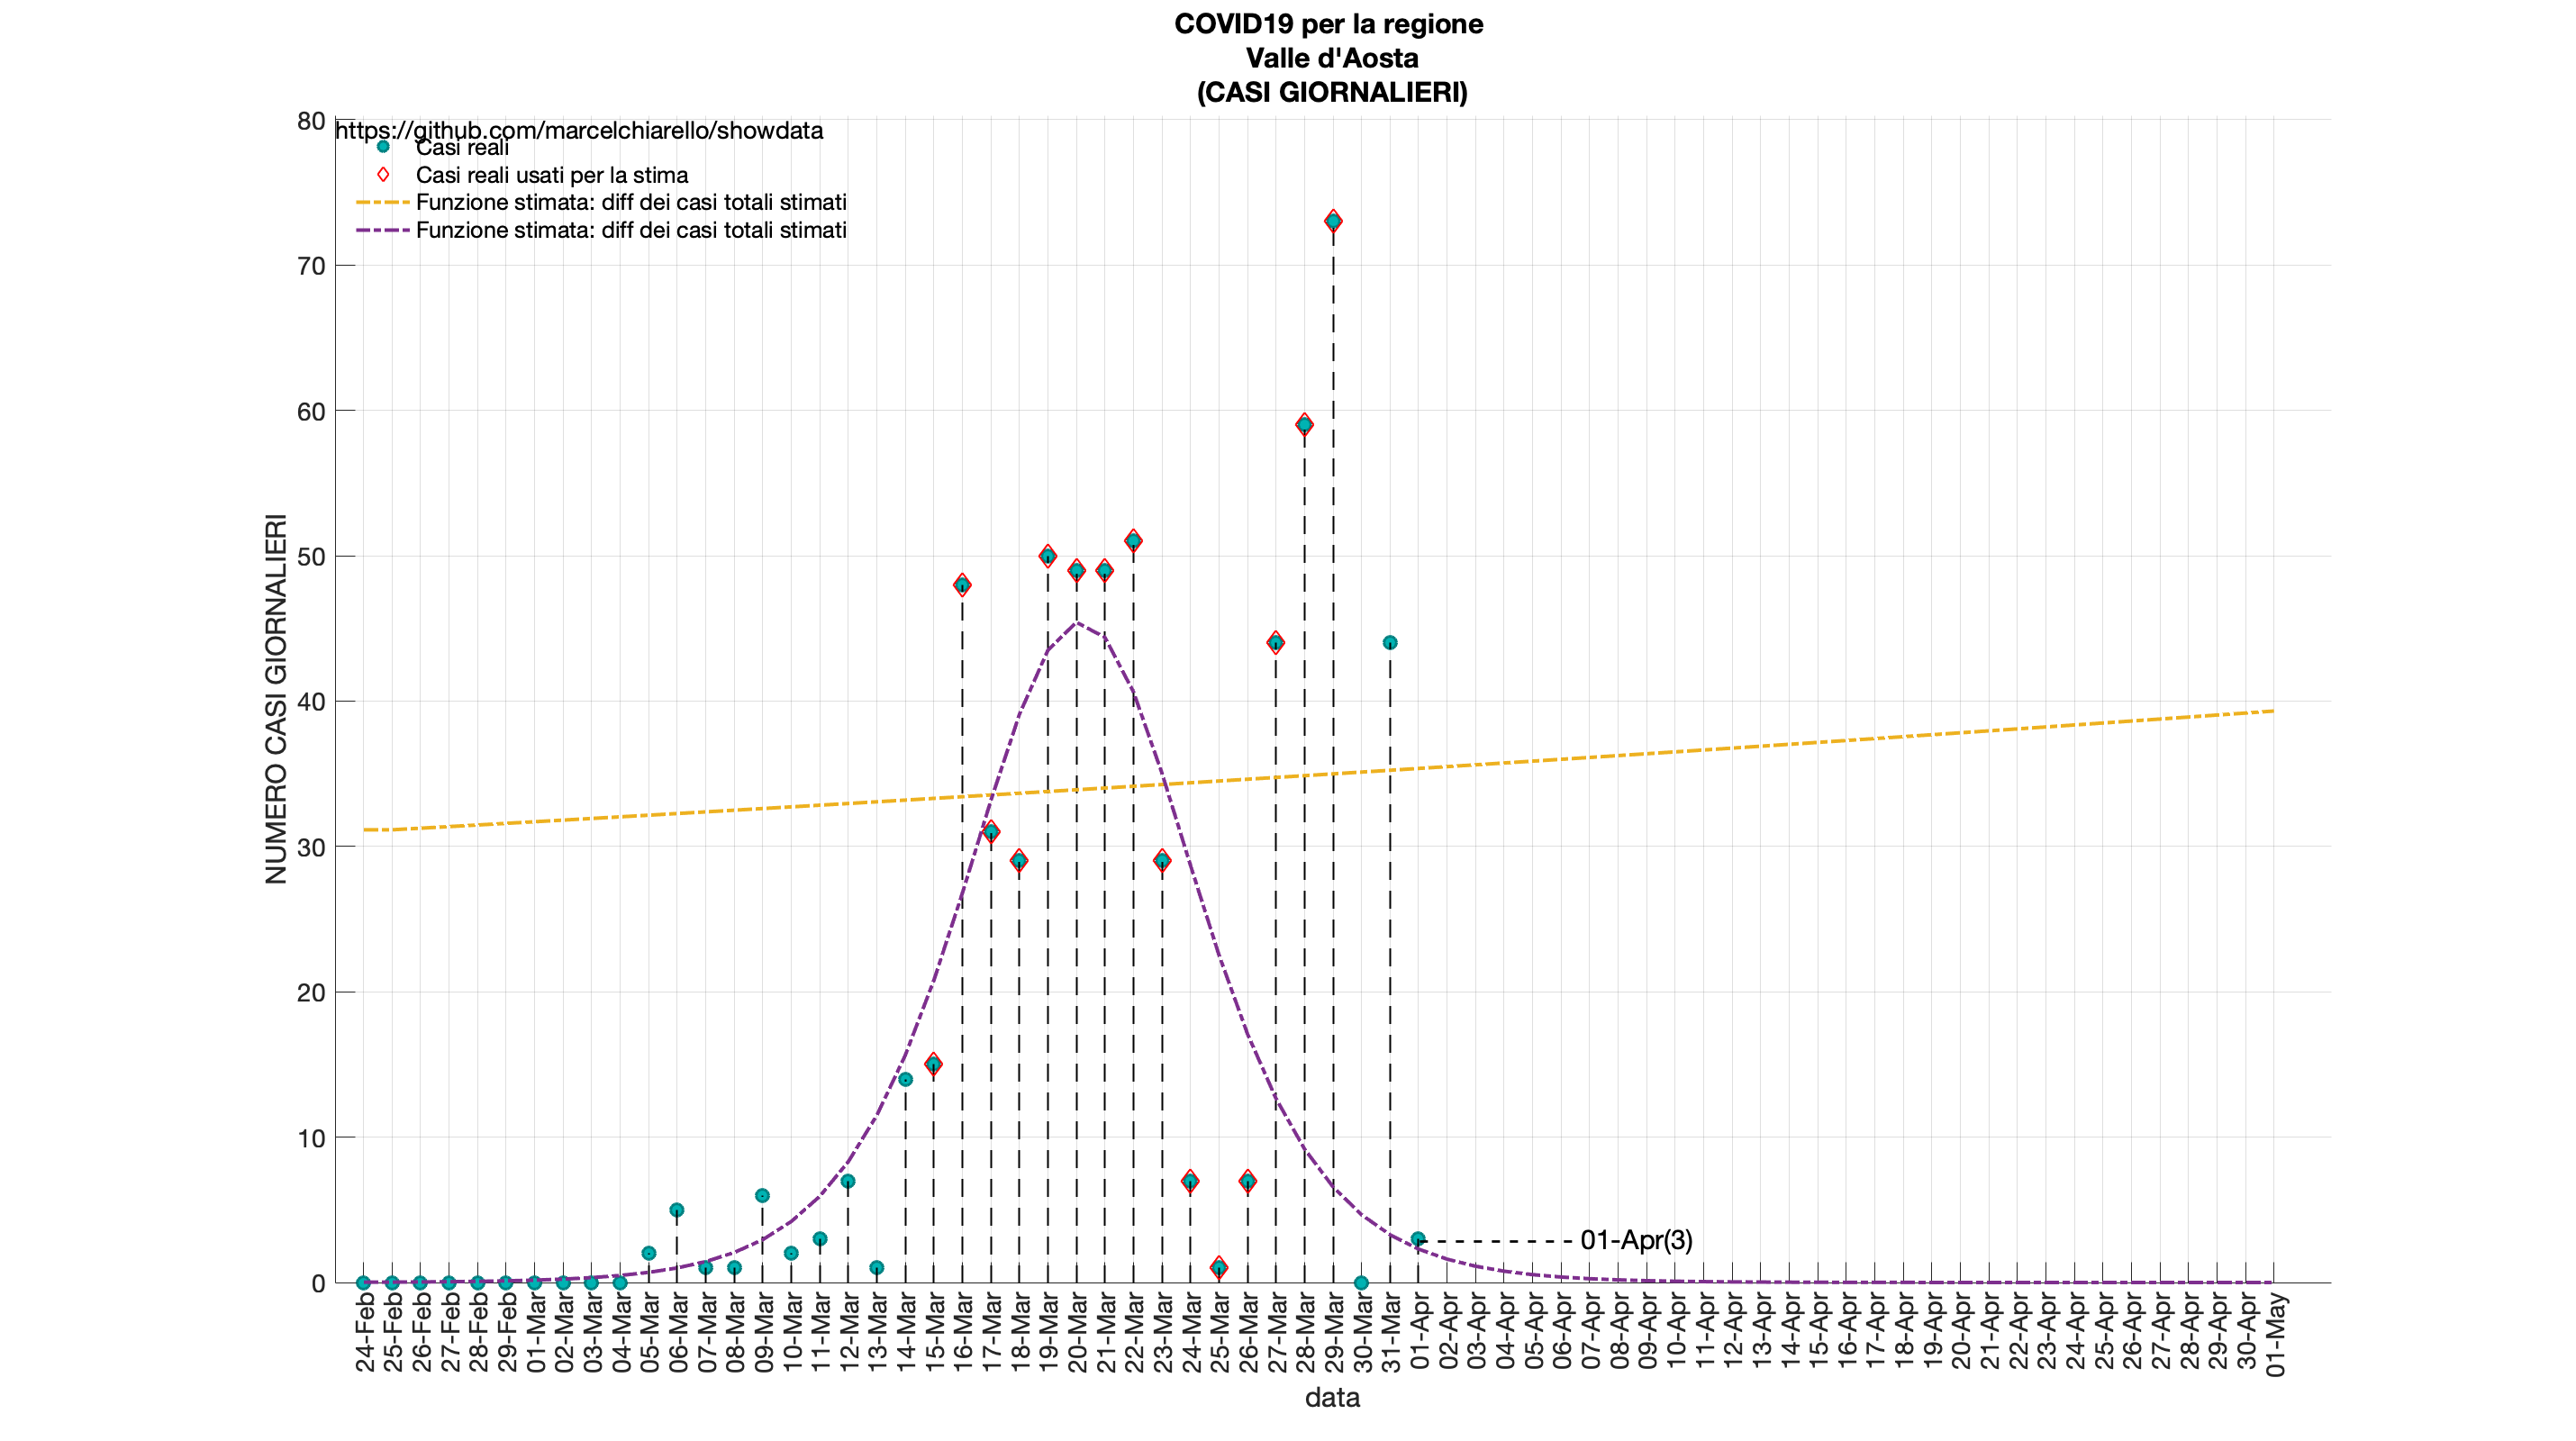 COVID19 per la regione
Valle d'Aosta
(CASI GIORNALIERI)
https://github.com/marcelchiarello/showdata
Casi reali
Casi reali usati per la stima
Funzione stimata: diff dei casi totali stimati
Funzione stimata: diff dei casi totali stimati
NUMERO CASI GIORNALIERI
80
70
60
50
40
30
20
10
0
01-Apr(3)
24-Feb
25-Feb
26-Feb
27-Feb
28-Feb
29-Feb
01-Mar
02-Mar
03-Mar
04-Mar
05-Mar
06-Mar
07-Mar
08-Mar
09-Mar
10-Mar
11-Mar
12-Mar
13-Mar
14-Mar
15-Mar
16-Mar
17-Mar
18-Mar
19-Mar
20-Mar
21-Mar
22-Mar
23-Mar
24-Mar
25-Mar
26-Mar
27-Mar
28-Mar
29-Mar
30-Mar
31-Mar
01-Apr
02-Apr
03-Apr
04-Apr
05-Apr
06-Apr
07-Apr
08-Apr
09-Apr
10-Apr
11-Apr
12-Apr
13-Apr
14-Apr
15-Apr
16-Apr
17-Apr
18-Apr
19-Apr
20-Apr
21-Apr
22-Apr
23-Apr
24-Apr
25-Apr
26-Apr
27-Apr
28-Apr
29-Apr
30-Apr
01-May
data